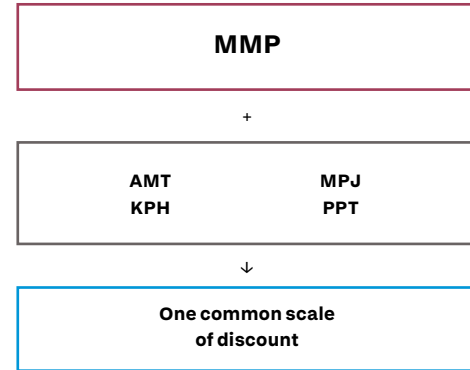 MMP
+
AMT MPJ
KPH PPT
↓
One common scale
of discount